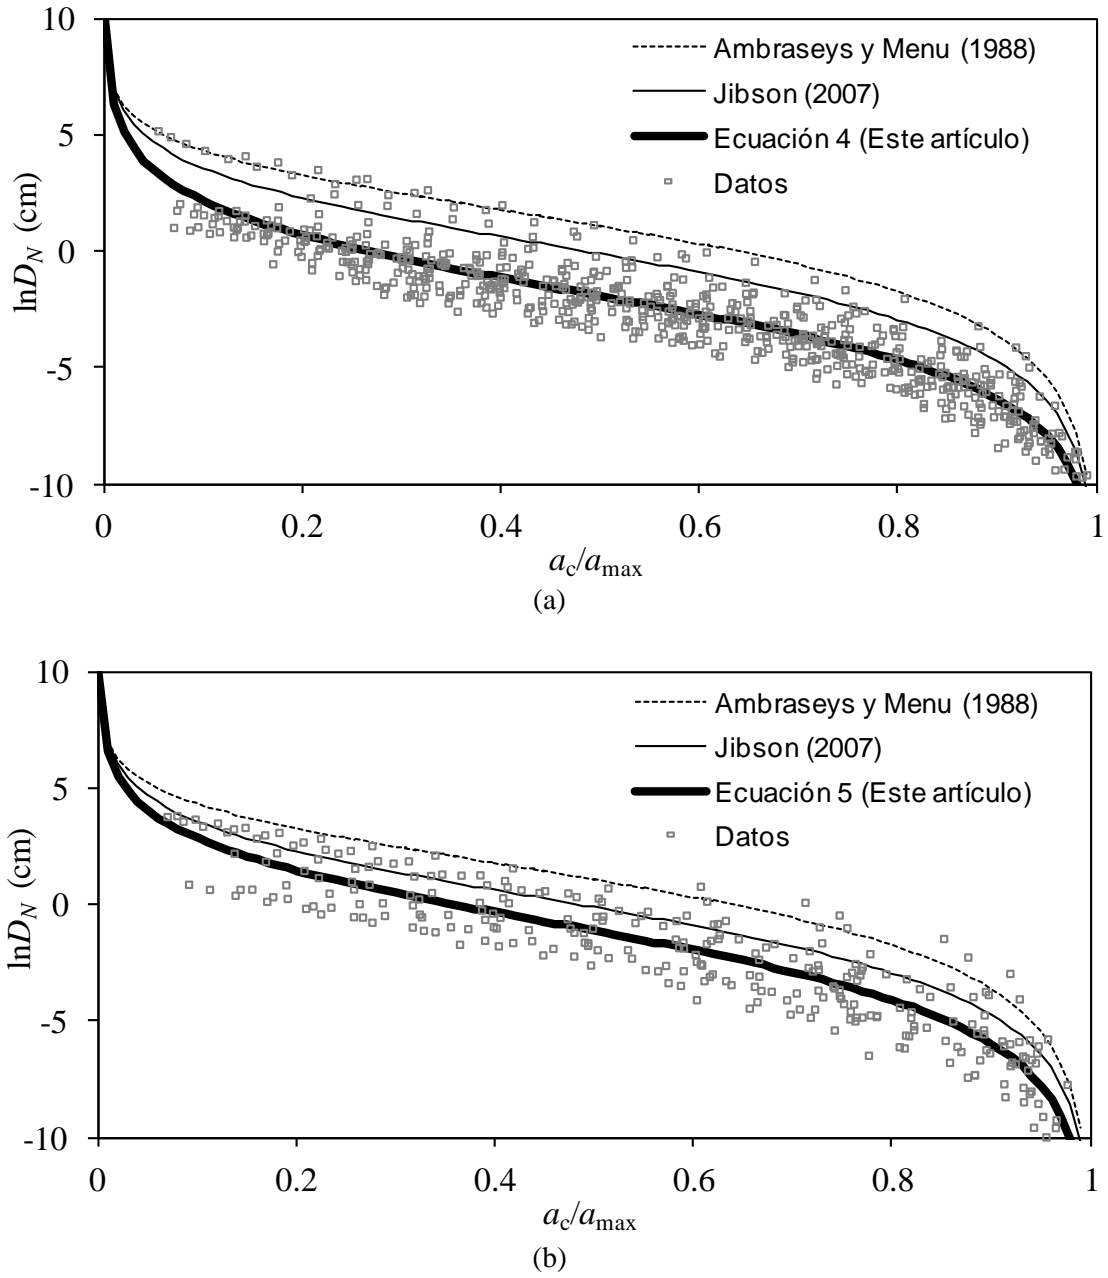 10
5
0
-5
-10
lnD_N (cm)
Ambraseys y Menu (1988)
Jibson (2007)
Ecuación 4 (Este artículo)
Datos
0 0.2 0.4 0.6 0.8 1
a_c/a_max
(a)
10
5
0
-5
-10
lnD_N (cm)
Ambraseys y Menu (1988)
Jibson (2007)
Ecuación 5 (Este artículo)
Datos
0 0.2 0.4 0.6 0.8 1
a_c/a_max
(b)